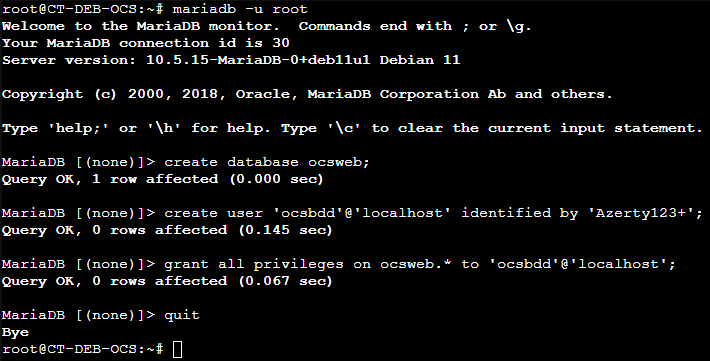 root@CT-DEB-OCS:~# mariadb -u root
Welcome to the MariaDB monitor.  Commands end with ; or \g.
Your MariaDB connection id is 30
Server version: 10.5.15-MariaDB-0+deb11u1 Debian 11
Copyright (c) 2000, 2018, Oracle, MariaDB Corporation Ab and others.
Type 'help;' or '\h' for help. Type '\c' to clear the current input statement.
MariaDB [(none)]> create database ocsweb;
Query OK, 1 row affected (0.000 sec)
MariaDB [(none)]> create user 'ocsbdd'@'localhost' identified by 'Azerty123+';
Query OK, 0 rows affected (0.145 sec)
MariaDB [(none)]> grant all privileges on ocsweb.* to 'ocsbdd'@'localhost';
Query OK, 0 rows affected (0.067 sec)
MariaDB [(none)]> quit
Bye
root@CT-DEB-OCS:~#